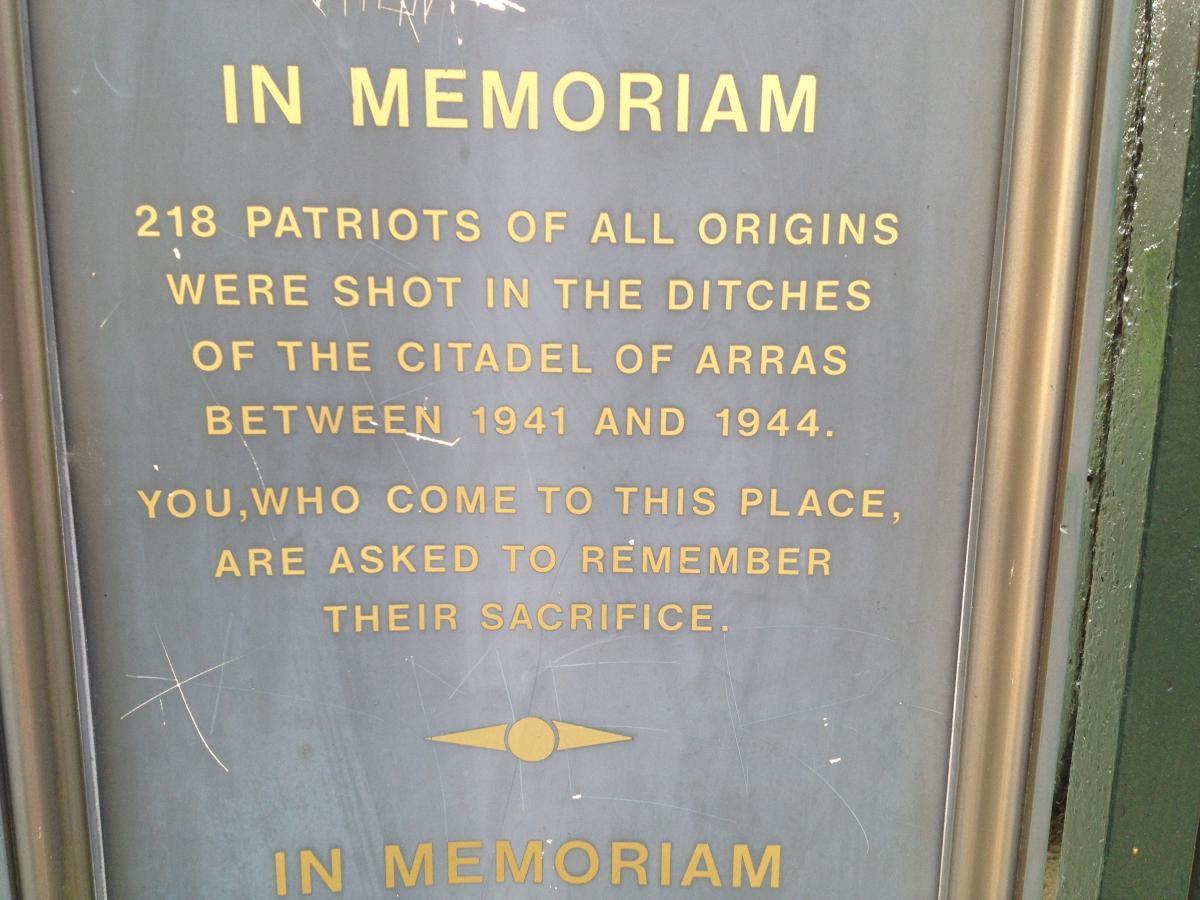 IN MEMORIAM
218 PATRIOTS OF ALL ORIGINS
WERE SHOT IN THE DITCHES
OF THE CITADEL OF ARRAS
BETWEEN 1941 AND 1944.
YOU,WHO COME TO THIS PLACE,
ARE ASKED TO REMEMBER
THEIR SACRIFICE.
IN MEMORIAM